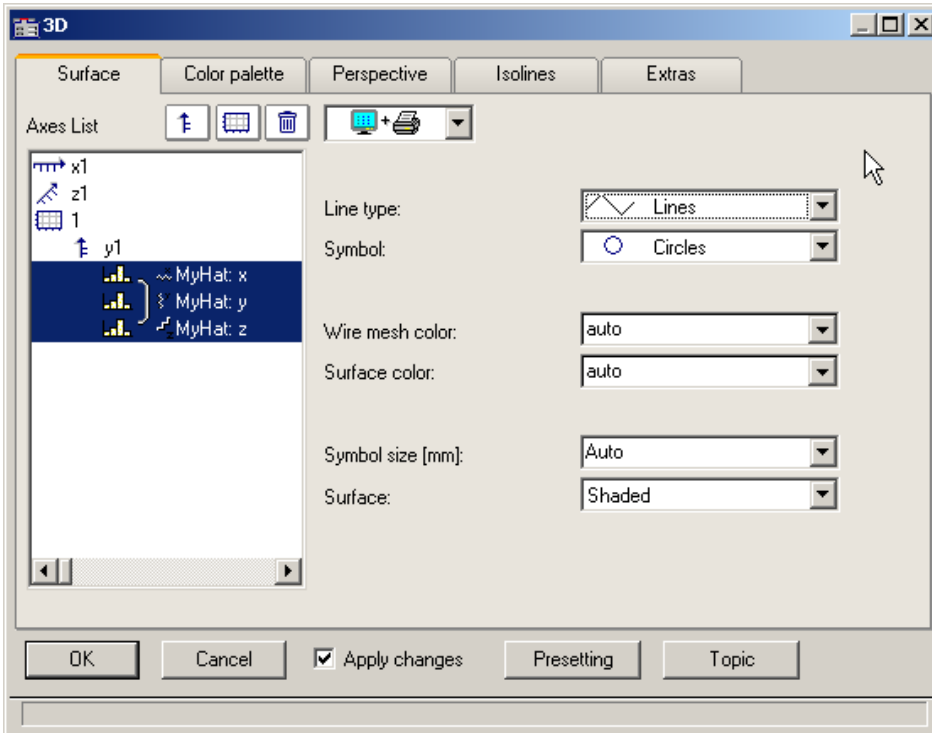 3D
Surface Color palette Perspective Isolines Extras
Axes List
x1
z1
1
y1
MyHat: x
MyHat: y
MyHat: z
Line type: Lines
Symbol: Circles
Wire mesh color: auto
Surface color: auto
Symbol size [mm]: Auto
Surface: Shaded
OK Cancel Apply changes Presetting Topic